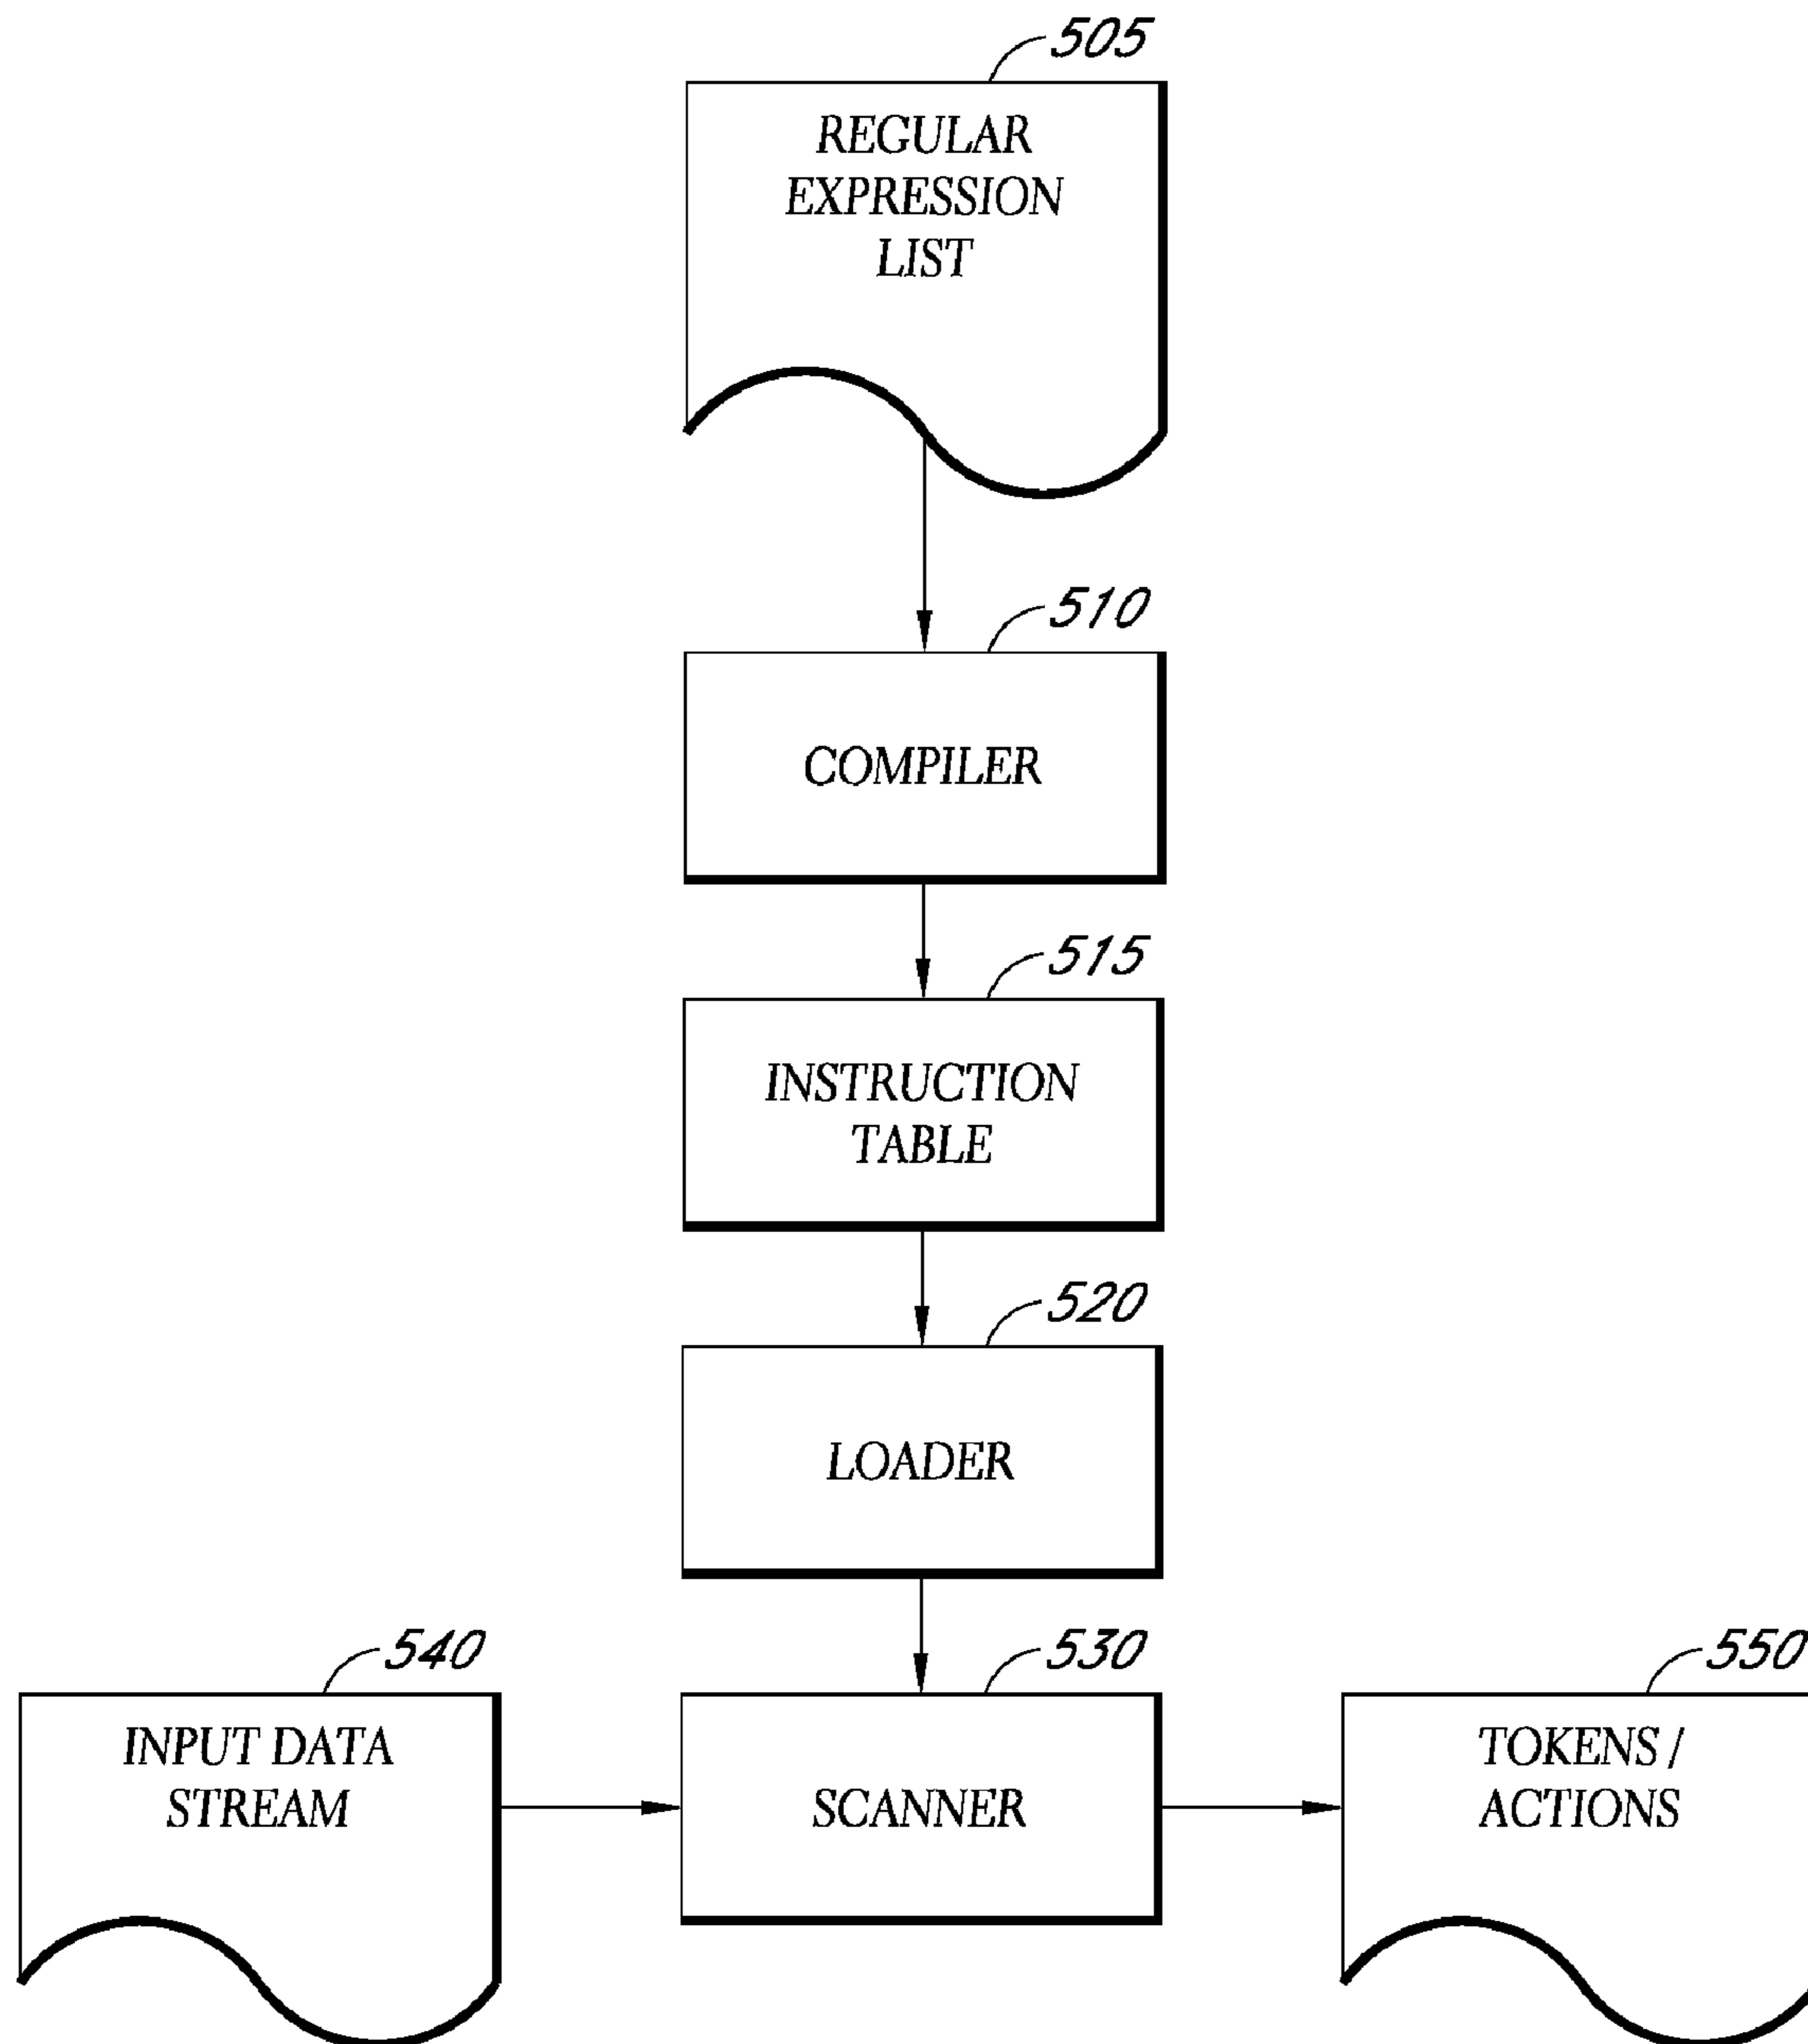 505
REGULAR
EXPRESSION
LIST
510
COMPILER
515
INSTRUCTION
TABLE
520
LOADER
540
530
550
INPUT DATA
STREAM
SCANNER
TOKENS /
ACTIONS